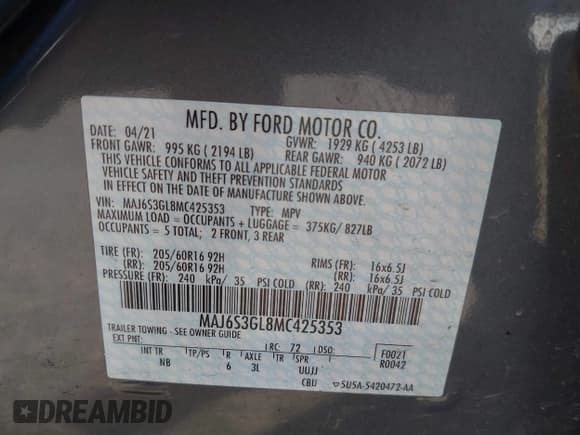 MFD. BY FORD MOTOR CO.
DATE: 04/21 GVWR: 1929 KG ( 4253 LB)
FRONT GAWR: 995 KG ( 2194 LB) REAR GAWR: 940 KG ( 2072 LB)
THIS VEHICLE CONFORMS TO ALL APPLICABLE FEDERAL MOTOR
VEHICLE SAFETY AND THEFT PREVENTION STANDARDS
IN EFFECT ON THE DATE OF MANUFACTURE SHOWN ABOVE.
VIN: MAJ6S3GL8MC425353 TYPE: MPV
MAXIMUM LOAD = OCCUPANTS + LUGGAGE = 375KG/ 827LB
OCCUPANTS = 5 TOTAL; 2 FRONT, 3 REAR
TIRE (FR): 205/60R16 92H RIMS (FR): 16x6.5J
(RR): 205/60R16 92H (RR): 16x6.5J
PRESSURE (FR): 240 kPa/ 35 PSI COLD (RR): 240 kPa/ 35 PSI COLD
MAJ6S3GL8MC425353
TRAILER TOWING - SEE OWNER GUIDE
EXT PNT: RC: 72 DSO: F0021
R0042
INT TR TP/PS R AXLE TR SPR
NB 6 3L UUJJ
CBU 5U5A-5420472-AA
DREAMBID